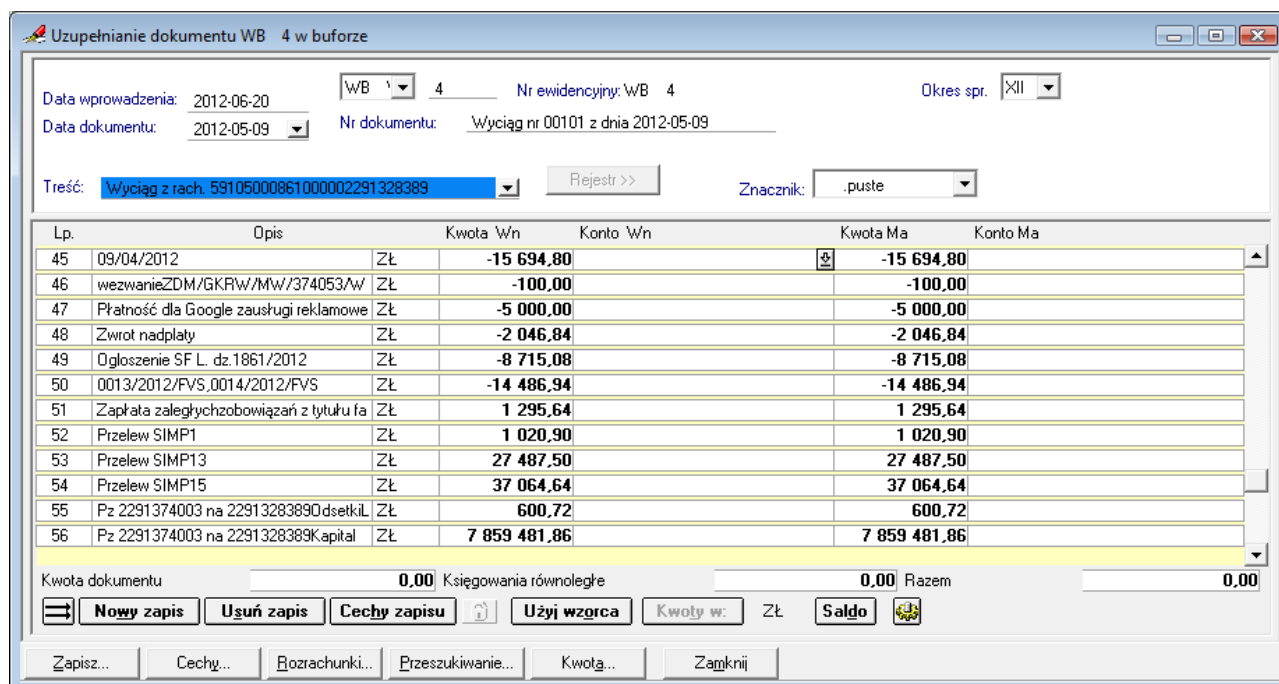 Uzupełnianie dokumentu WB 4 w buforze
Data wprowadzenia: 2012-06-20 WB 4 Nr ewidencyjny: WB 4 Okres spr. XII
Data dokumentu: 2012-05-09 Nr dokumentu: Wyciąg nr 00101 z dnia 2012-05-09
Treść: Wyciąg z rach. 59105000861000002291328389 Rejestr >> Znacznik: .puste
Lp. Opis Kwota Wn Konto Wn Kwota Ma Konto Ma
45 09/04/2012 ZŁ -15 694,80 -15 694,80
46 wezwanieZDM/GKRW/MW/374053/W ZŁ -100,00 -100,00
47 Płatność dla Google zausługi reklamowe ZŁ -5 000,00 -5 000,00
48 Zwrot nadplaty ZŁ -2 046,84 -2 046,84
49 Ogloszenie SF L. dz.1861/2012 ZŁ -8 715,08 -8 715,08
50 0013/2012/FVS,0014/2012/FVS ZŁ -14 486,94 -14 486,94
51 Zapłata zaległychzobowiązań z tytułu fa ZŁ 1 295,64 1 295,64
52 Przelew SIMP1 ZŁ 1 020,90 1 020,90
53 Przelew SIMP13 ZŁ 27 487,50 27 487,50
54 Przelew SIMP15 ZŁ 37 064,64 37 064,64
55 Pz 2291374003 na 2291328389OdsetkiL ZŁ 600,72 600,72
56 Pz 2291374003 na 2291328389Kapital ZŁ 7 859 481,86 7 859 481,86
Kwota dokumentu 0,00 Księgowania równoległe 0,00 Razem 0,00
Nowy zapis Usuń zapis Cechy zapisu Użyj wzorca Kwoty w: ZŁ Saldo
Zapisz... Cechy... Rozrachunki... Przeszukiwanie... Kwota... Zamknij